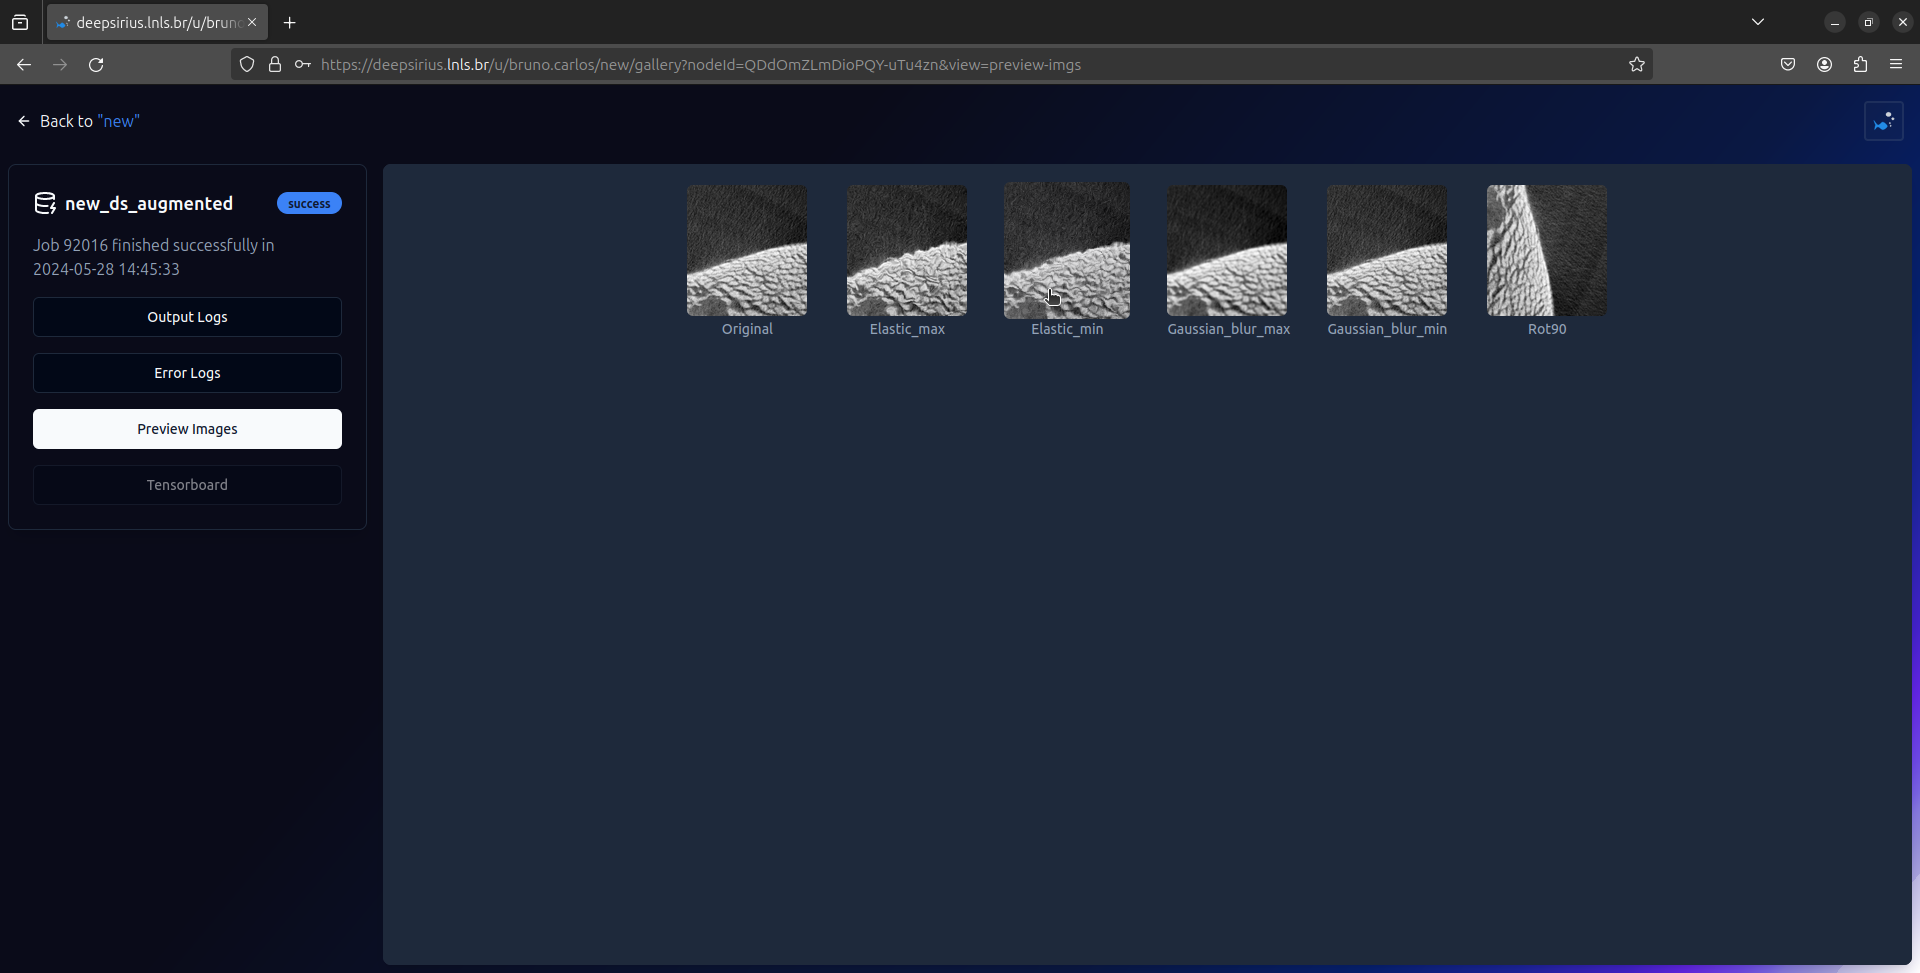 deepsirius.lnls.br/u/brun
https://deepsirius.lnls.br/u/bruno.carlos/new/gallery?nodeId=QDdOmZLmDioPQY-uTu4zn&view=preview-imgs
Back to "new"
new_ds_augmented
success
Job 92016 finished successfully in
2024-05-28 14:45:33
Output Logs
Error Logs
Preview Images
Tensorboard
Original
Elastic_max
Elastic_min
Gaussian_blur_max
Gaussian_blur_min
Rot90